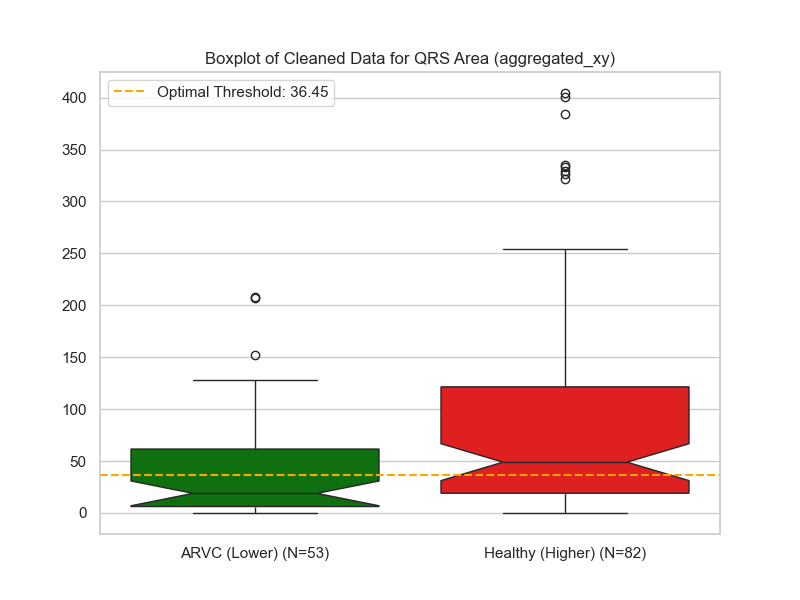 Boxplot of Cleaned Data for QRS Area (aggregated_xy)
Optimal Threshold: 36.45
400
350
300
250
200
150
100
50
0
ARVC (Lower) (N=53)
Healthy (Higher) (N=82)